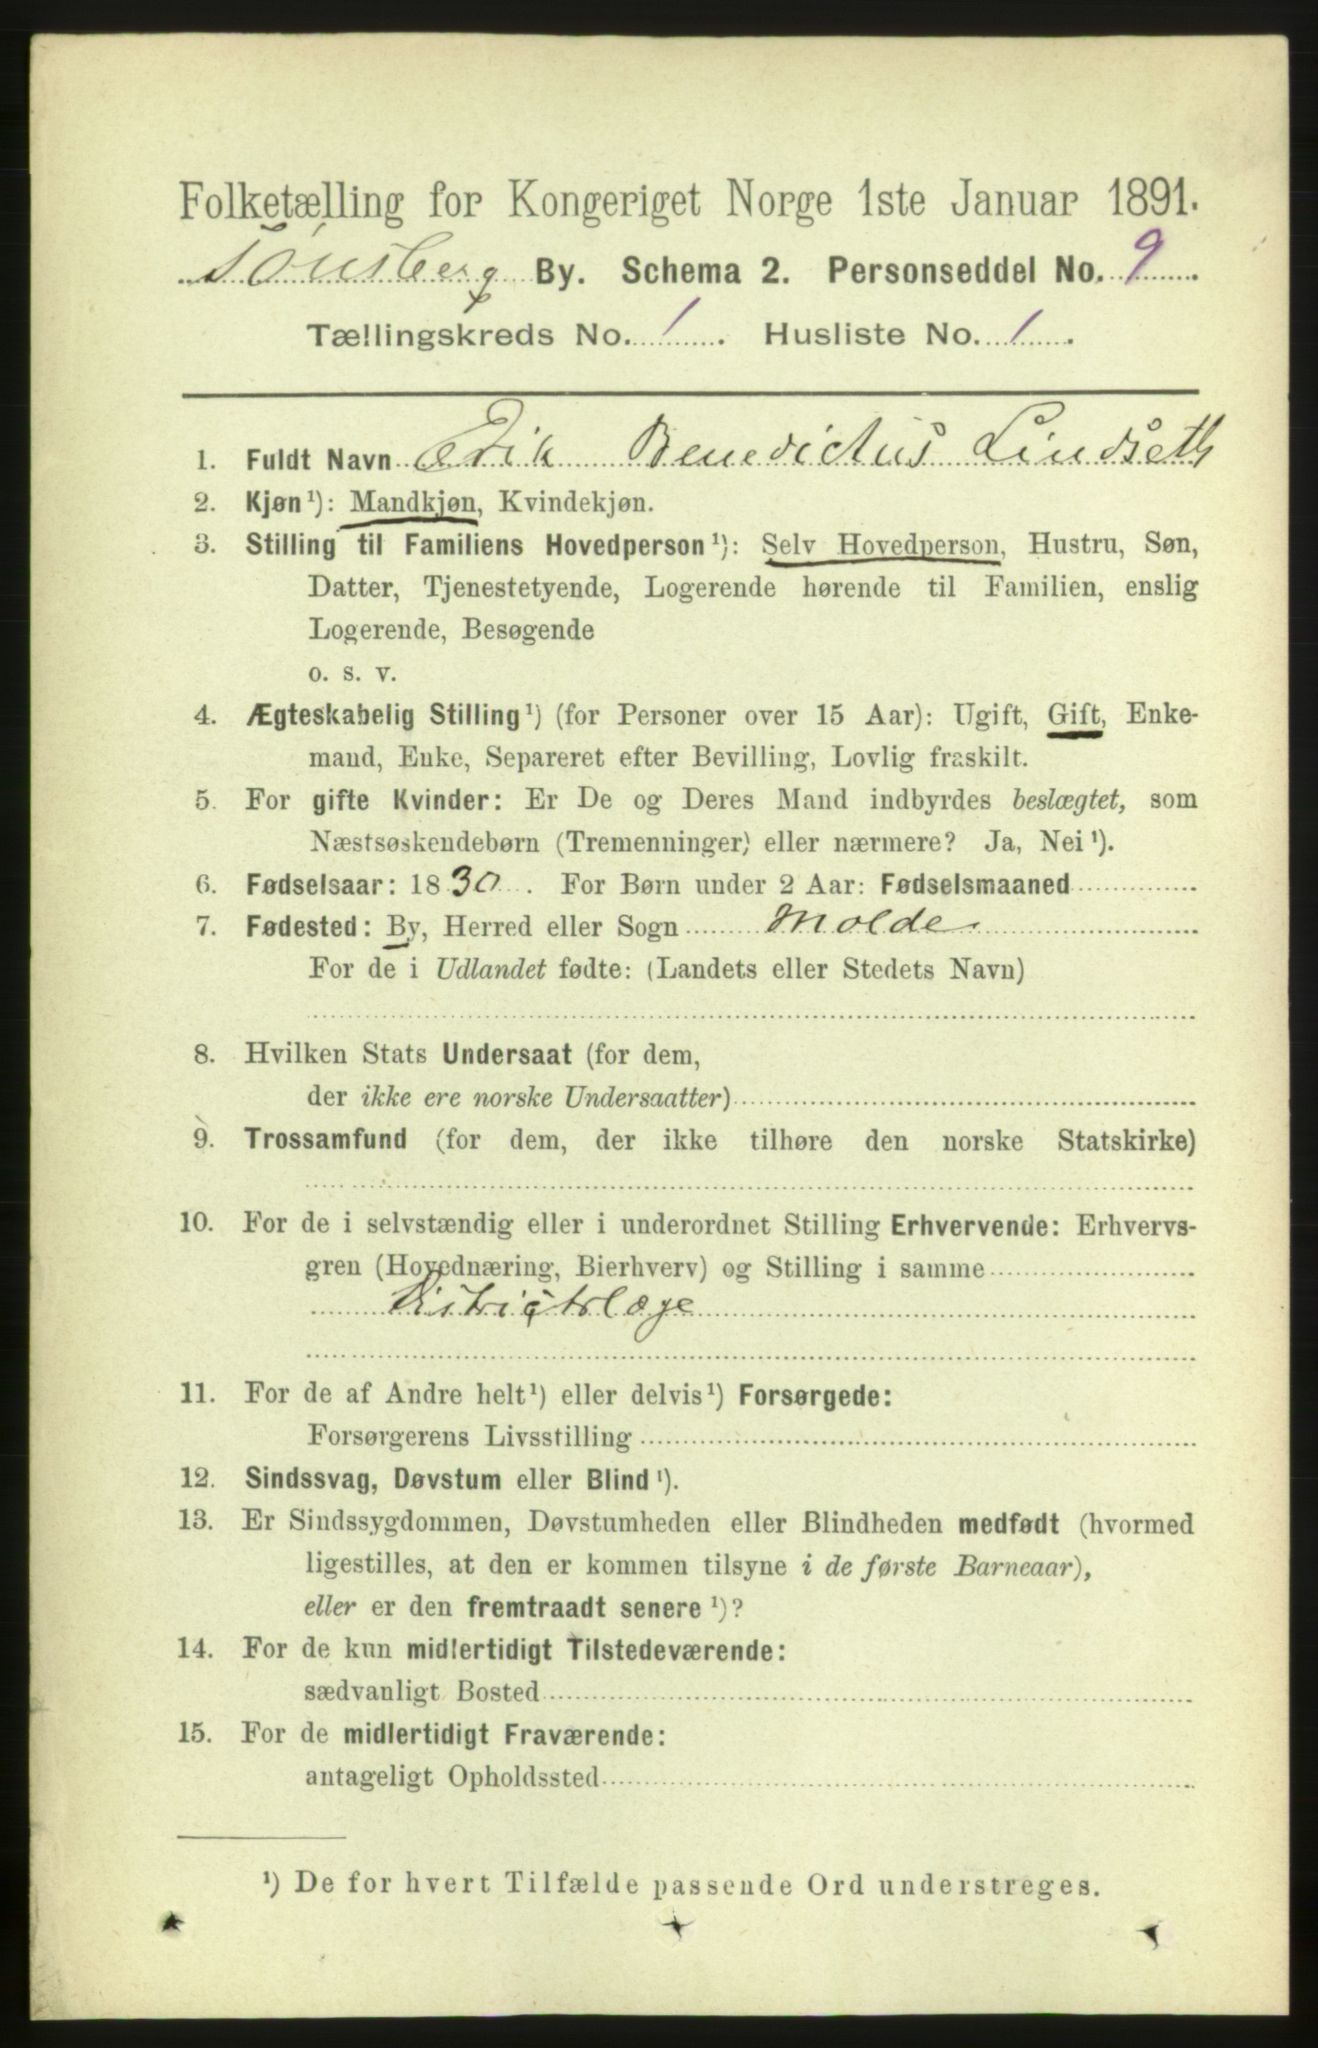 Folketælling for Kongeriget Norge 1ste Januar 1891.
Tønsberg By. Schema 2. Personseddel No. 9
Tællingskreds No. 1. Husliste No. 1.
1. Fuldt Navn Erik Benedictus Lindseth
2. Kjøn¹): Mandkjøn, Kvindekjøn.
3. Stilling til Familiens Hovedperson¹): Selv Hovedperson, Hustru, Søn,
Datter, Tjenestetyende, Logerende hørende til Familien, enslig
Logerende, Besøgende
o. s. v.
4. Ægteskabelig Stilling¹) (for Personer over 15 Aar): Ugift, Gift, Enke-
mand, Enke, Separeret efter Bevilling, Lovlig fraskilt.
5. For gifte Kvinder: Er De og Deres Mand indbyrdes beslægtet, som
Næstsøskendebørn (Tremenninger) eller nærmere? Ja, Nei¹).
6. Fødselsaar: 1830. For Børn under 2 Aar: Fødselsmaaned
7. Fødested: By, Herred eller Sogn Molde
For de i Udlandet fødte: (Landets eller Stedets Navn)
8. Hvilken Stats Undersaat (for dem,
der ikke ere norske Undersaatter)
9. Trossamfund (for dem, der ikke tilhøre den norske Statskirke)
10. For de i selvstændig eller i underordnet Stilling Erhvervende: Erhvervs-
gren (Hovednæring, Bierhverv) og Stilling i samme
Districtslæge
11. For de af Andre helt¹) eller delvis¹) Forsørgede:
Forsørgerens Livsstilling
12. Sindssvag, Døvstum eller Blind¹).
13. Er Sindssygdommen, Døvstumheden eller Blindheden medfødt (hvormed
ligestilles, at den er kommen tilsyne i de første Barneaar),
eller er den fremtraadt senere¹)?
14. For de kun midlertidigt Tilstedeværende:
sædvanligt Bosted
15. For de midlertidigt Fraværende:
antageligt Opholdssted
¹) De for hvert Tilfælde passende Ord understreges.